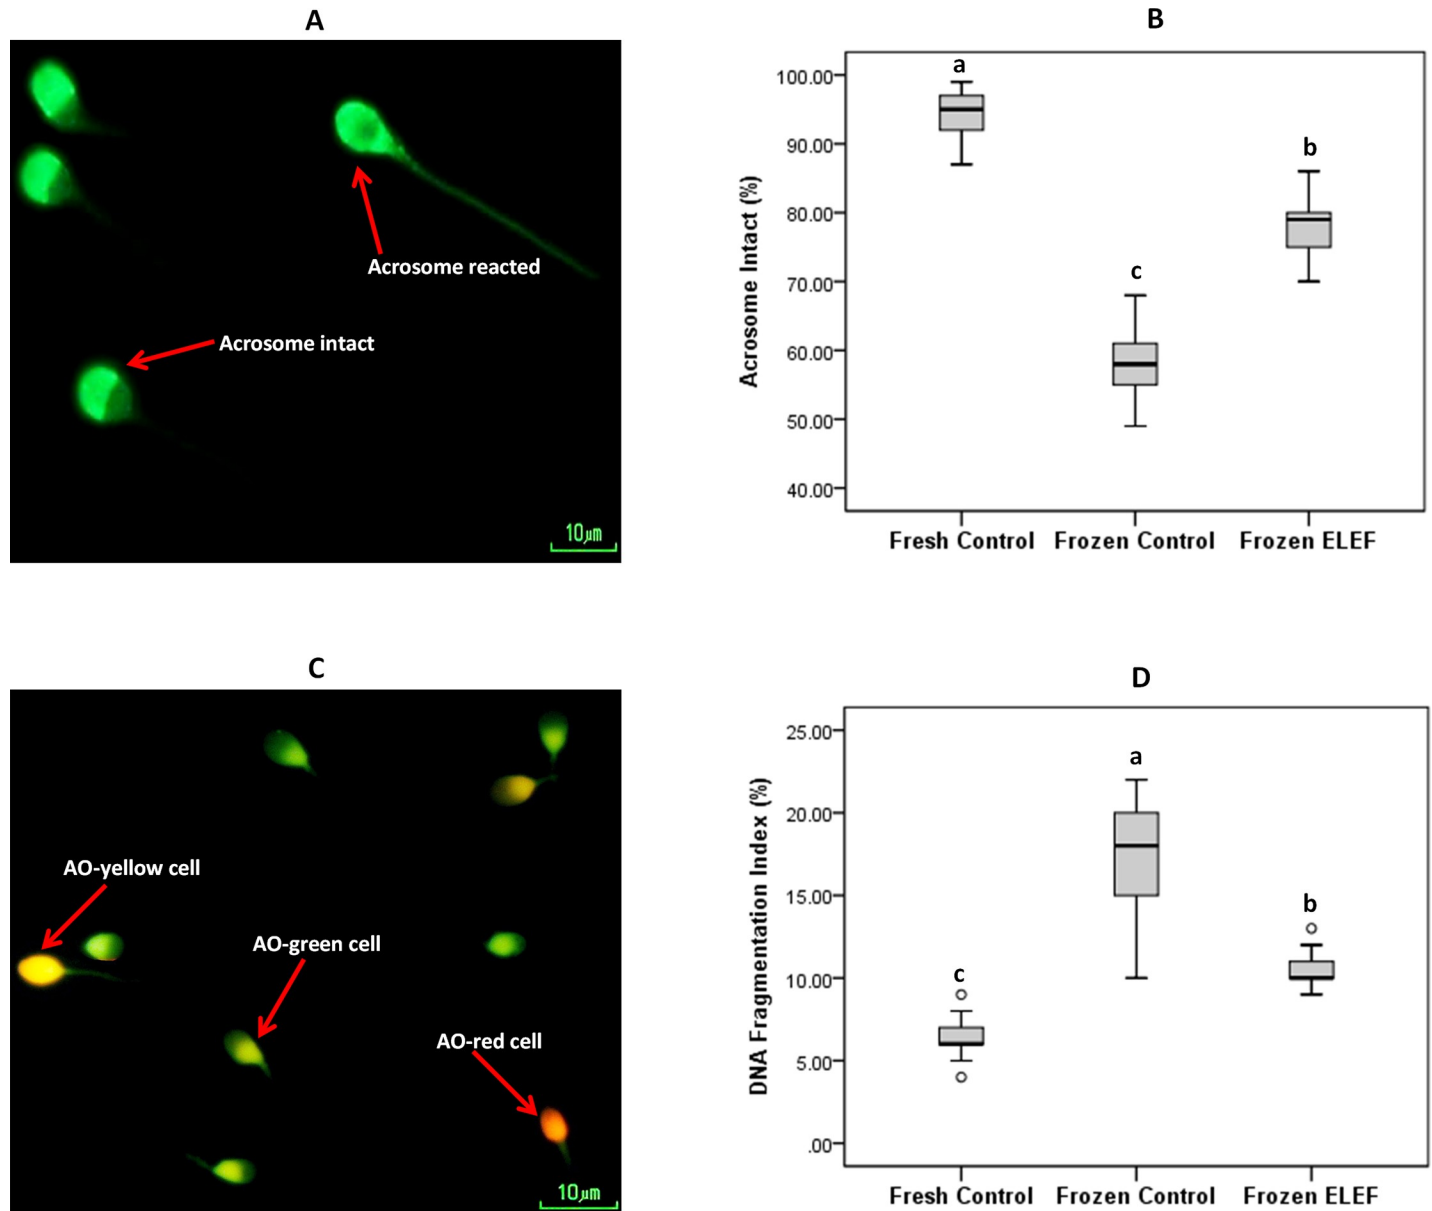 A
Acrosome reacted
Acrosome intact
10μm
B
a
b
c
100.00
90.00
80.00
70.00
60.00
50.00
40.00
Acrosome Intact (%)
Fresh Control Frozen Control Frozen ELEF
C
AO-yellow cell
AO-green cell
AO-red cell
10μm
D
a
b
c
25.00
20.00
15.00
10.00
5.00
.00
DNA Fragmentation Index (%)
Fresh Control Frozen Control Frozen ELEF